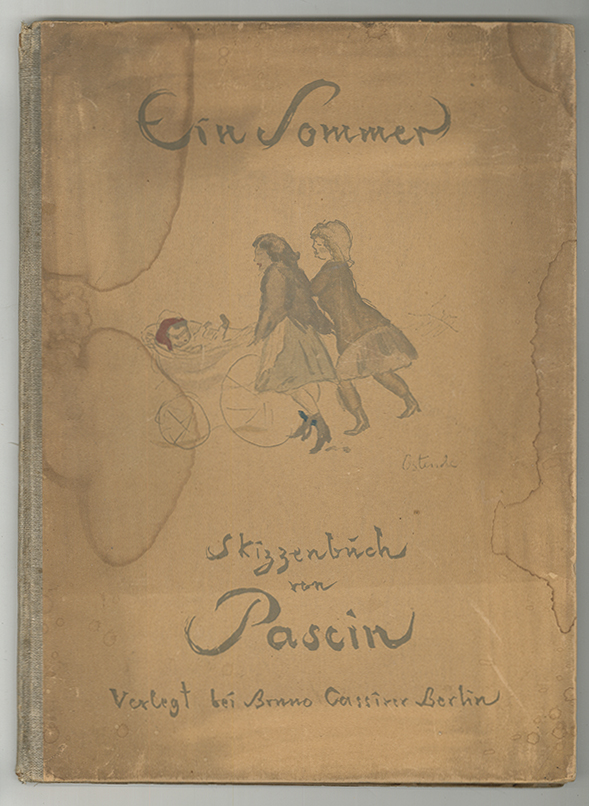 Ein Sommer
Ostende
Skizzenbuch
von
Pascin
Verlegt bei Bruno Cassirer Berlin